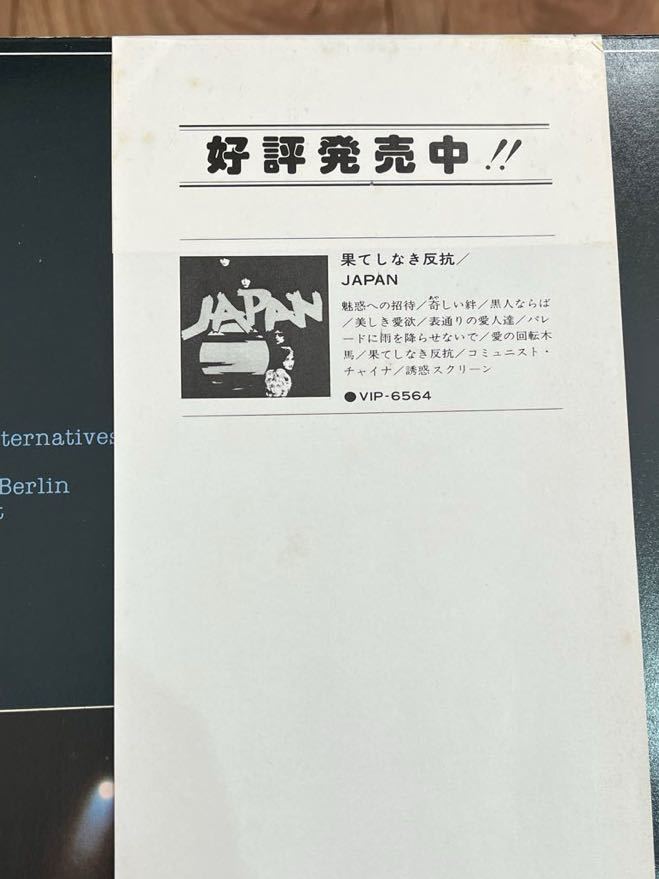 好評発売中!!
JAPAN
果てしなき反抗/
JAPAN
魅惑への招待/奇しい絆/黒人ならば
/美しき愛欲/表通りの愛人達/パレ
ードに雨を降らせないで/愛の回転木
馬/果てしなき反抗/コミュニスト・
チャイナ/誘惑スクリーン
●VIP-6564
ternatives
Berlin
t